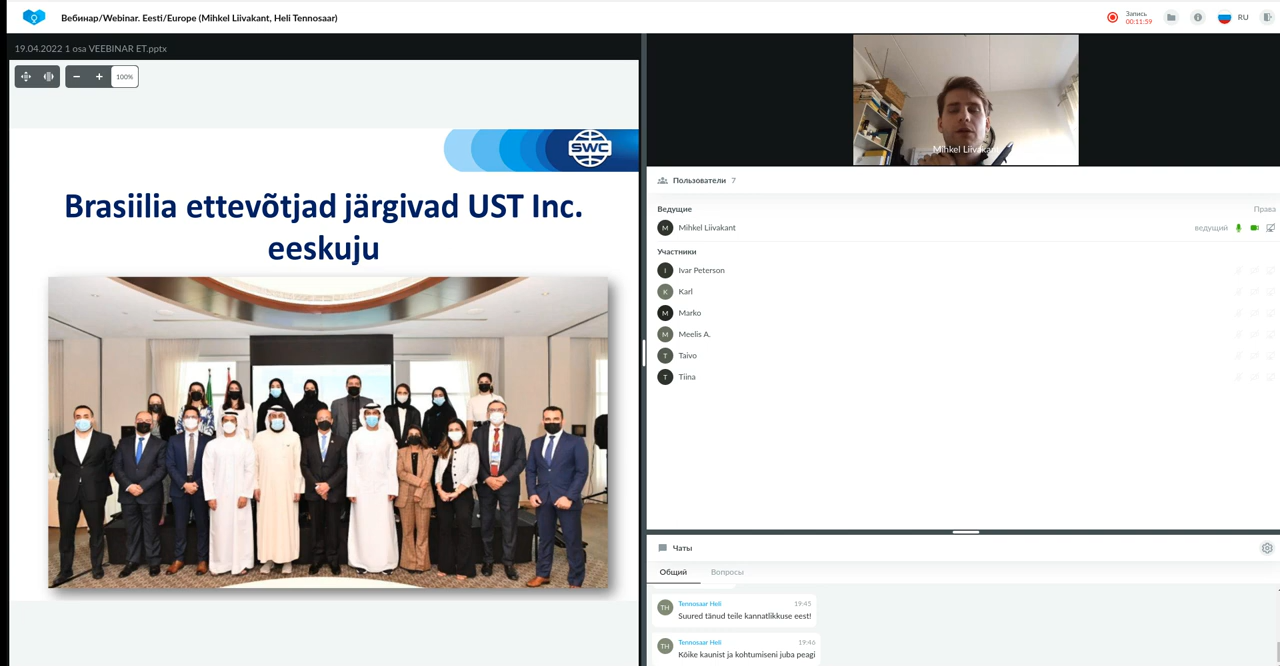 Вебинар/Webinar. Eesti/Europe (Mihkel Liivakant, Heli Tennosaar)
Запись
00:11:59
RU
19.04.2022 1 osa VEEBINAR ET.pptx
100%
SWC
Brasiilia ettevõtjad järgivad UST Inc.
eeskuju
Mihkel Liivakant
Пользователи 7
Ведущие Права
M Mihkel Liivakant ведущий
Участники
I Ivar Peterson
K Karl
M Marko
M Meelis A.
T Taivo
T Tiina
Чаты
Общий Вопросы
TH Tennosaar Heli 19:45
Suured tänud teile kannatlikkuse eest!
TH Tennosaar Heli 19:46
Kõike kaunist ja kohtumiseni juba peagi